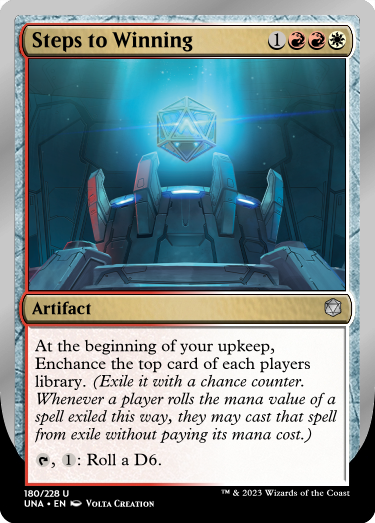 Steps to Winning 1
Artifact
At the beginning of your upkeep,
Enchance the top card of each players
library. (Exile it with a chance counter.
Whenever a player rolls the mana value of a
spell exiled this way, they may cast that spell
from exile without paying its mana cost.)
, 1: Roll a D6.
180/228 U
UNA • EN VOLTA CREATION
™ & 2023 Wizards of the Coast